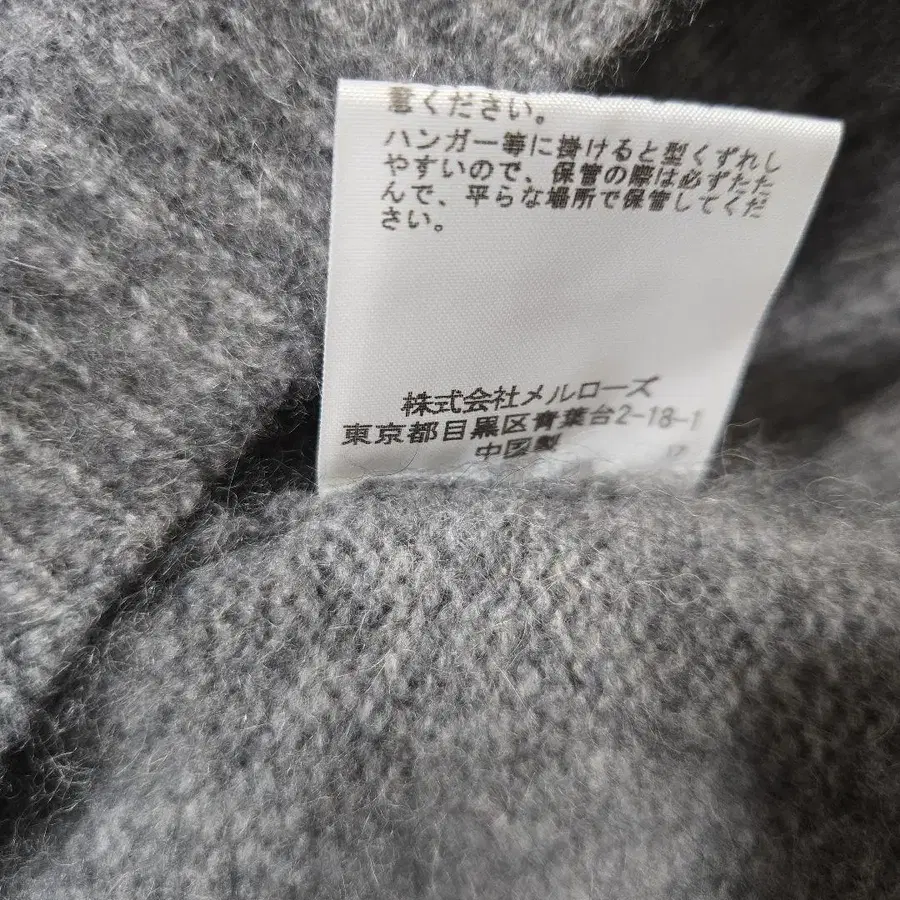 意ください。
ハンガー等に掛けると型くずれし
やすいので、保管の際は必ずたた
んで、平らな場所で保管してくだ
さい。
株式会社メルローズ
東京都目黒区青葉台2-18-1
中国製
17